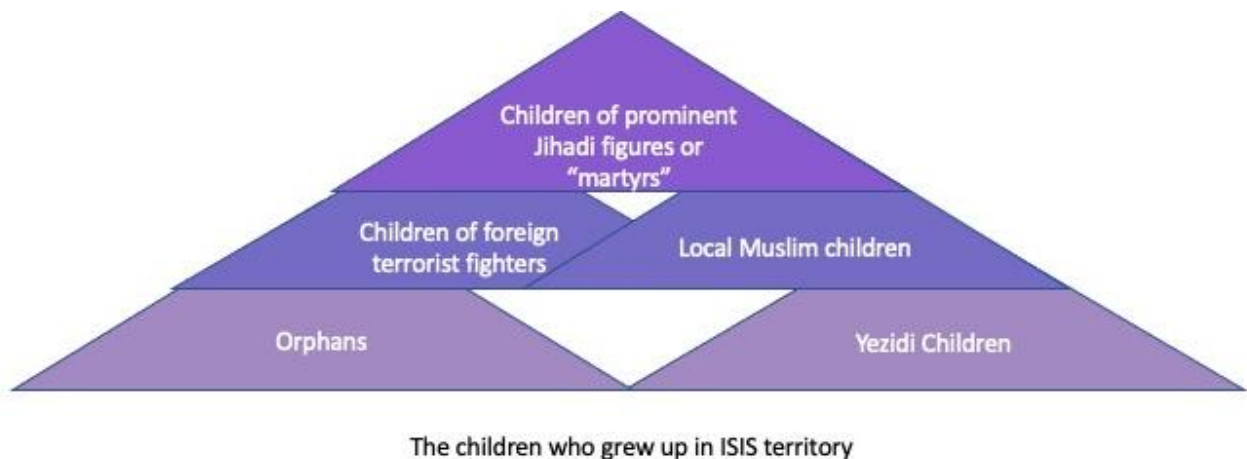 Children of prominent
Jihadi figures or
“martyrs”
Children of foreign
terrorist fighters
Local Muslim children
Orphans
Yezidi Children
The children who grew up in ISIS territory